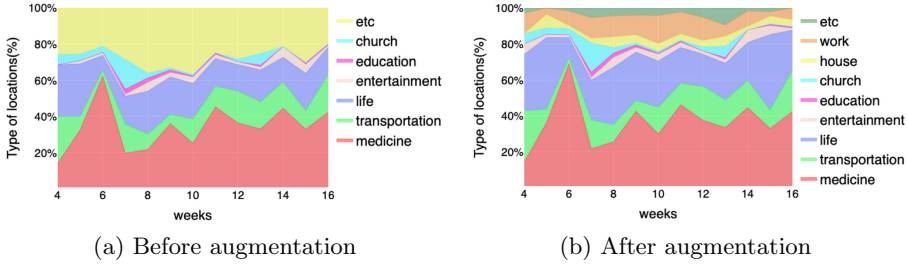 100%
80%
60%
40%
20%
Type of locations(%)
4 6 8 10 12 14 16
weeks
etc
church
education
entertainment
life
transportation
medicine
(a) Before augmentation
100%
80%
60%
40%
20%
Type of locations(%)
4 6 8 10 12 14 16
weeks
etc
work
house
church
education
entertainment
life
transportation
medicine
(b) After augmentation